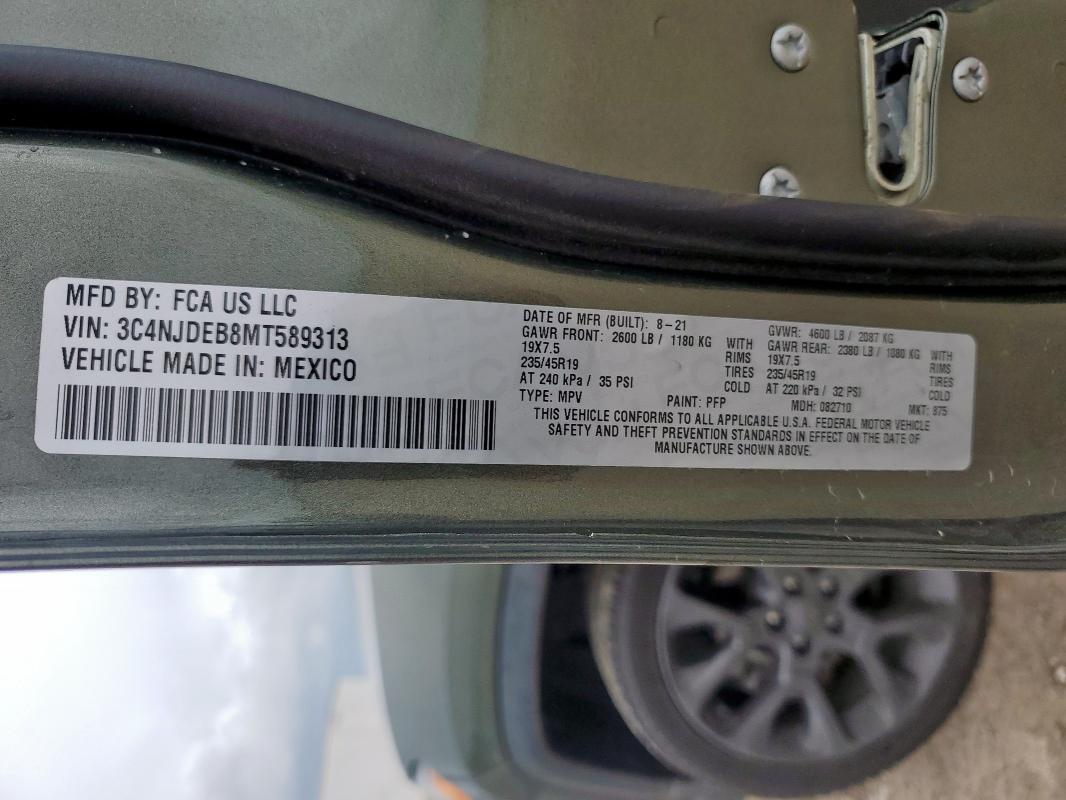 MFD BY: FCA US LLC
VIN: 3C4NJDEB8MT589313
VEHICLE MADE IN: MEXICO
DATE OF MFR (BUILT): 8-21
GVWR: 4600 LB / 2087 KG
GAWR FRONT: 2600 LB / 1180 KG WITH
19X7.5 RIMS
235/45R19 TIRES
AT 240 kPa / 35 PSI COLD
GAWR REAR: 2380 LB / 1080 KG WITH
19X7.5 RIMS
235/45R19 TIRES
AT 220 kPa / 32 PSI COLD
TYPE: MPV PAINT: PFP MDH: 082710 MKT: 875
THIS VEHICLE CONFORMS TO ALL APPLICABLE U.S.A. FEDERAL MOTOR VEHICLE
SAFETY AND THEFT PREVENTION STANDARDS IN EFFECT ON THE DATE OF
MANUFACTURE SHOWN ABOVE.